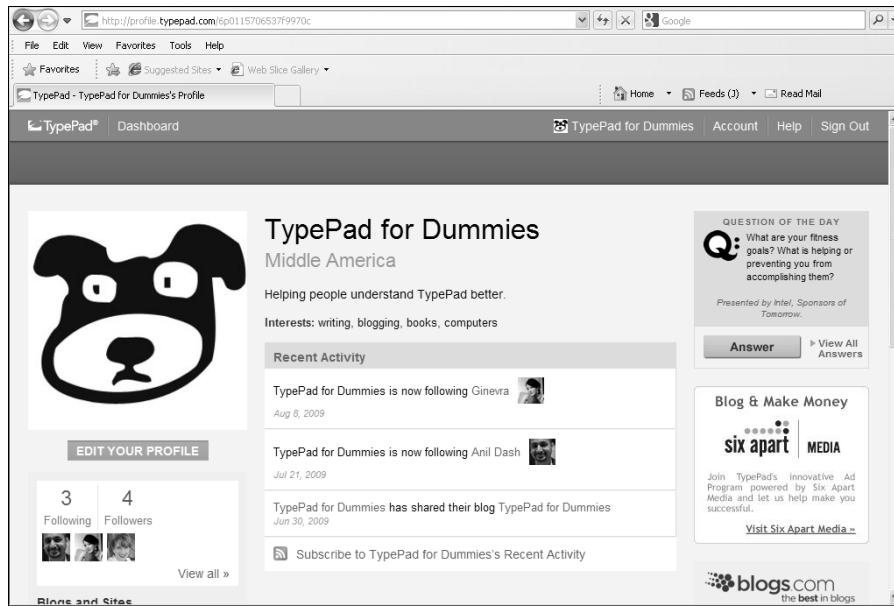 http://profile.typepad.com/6p0115706537f9970c
Google
File Edit View Favorites Tools Help
Favorites Suggested Sites Web Slice Gallery
TypePad - TypePad for Dummies's Profile
Home Feeds (J) Read Mail
TypePad® Dashboard
TypePad for Dummies Account Help Sign Out
TypePad for Dummies
Middle America
Helping people understand TypePad better.
Interests: writing, blogging, books, computers
Recent Activity
TypePad for Dummies is now following Ginevra
Aug 8, 2009
TypePad for Dummies is now following Anil Dash
Jul 21, 2009
TypePad for Dummies has shared their blog TypePad for Dummies
Jun 30, 2009
Subscribe to TypePad for Dummies's Recent Activity
EDIT YOUR PROFILE
3 4
Following Followers
View all »
Blogs and Sites
QUESTION OF THE DAY
Q: What are your fitness
goals? What is helping or
preventing you from
accomplishing them?
Presented by Intel, Sponsors of
Tomorrow.
Answer
View All
Answers
Blog & Make Money
six apart MEDIA
Join TypePad's innovative Ad
Program powered by Six Apart
Media and let us help make you
successful.
Visit Six Apart Media »
blogs.com
the best in blogs